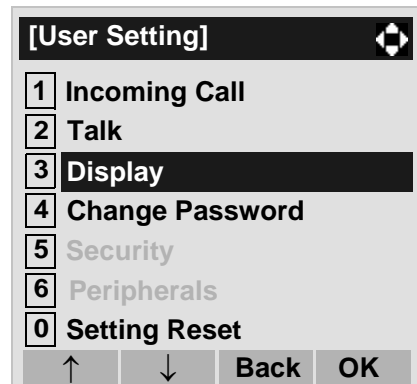 [User Setting]
1 Incoming Call
2 Talk
3 Display
4 Change Password
5 Security
6 Peripherals
0 Setting Reset
↑ ↓ Back OK